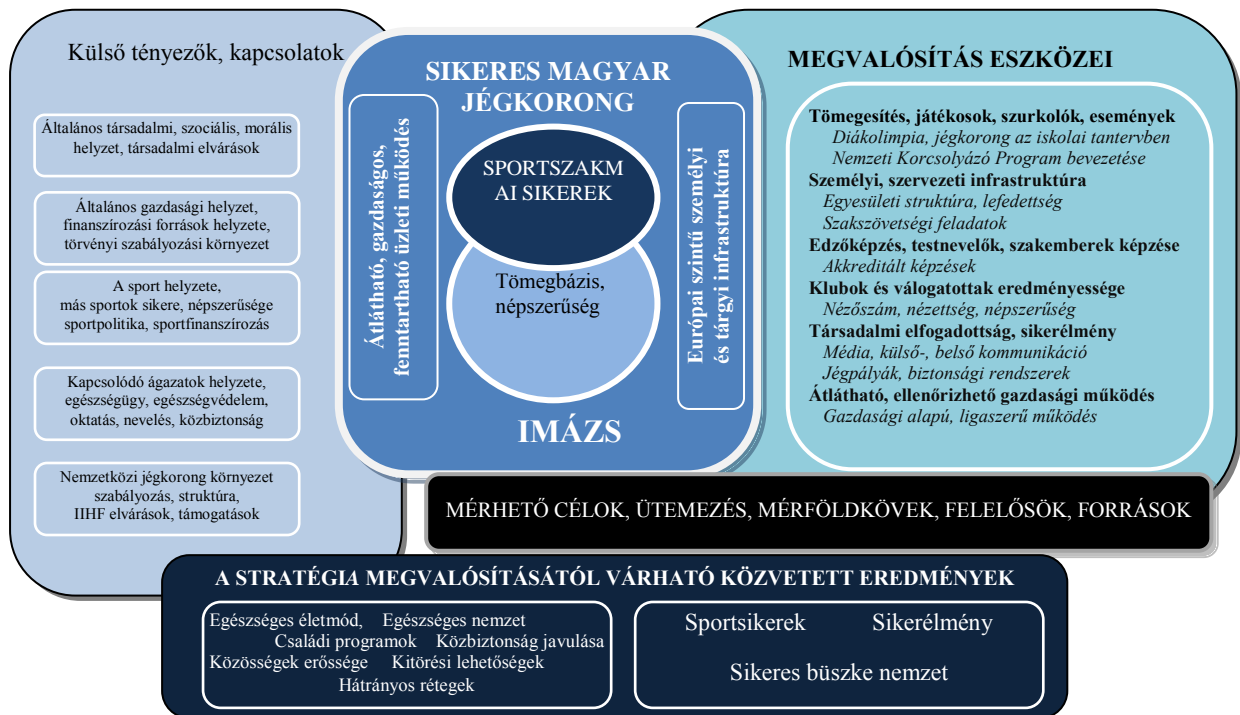 Külső tényezők, kapcsolatok
Általános társadalmi, szociális, morális
helyzet, társadalmi elvárások
Általános gazdasági helyzet,
finanszírozási források helyzete,
törvényi szabályozási környezet
A sport helyzete,
más sportok sikere, népszerűsége
sportpolitika, sportfinanszírozás
Kapcsolódó ágazatok helyzete,
egészségügy, egészségvédelem,
oktatás, nevelés, közbiztonság
Nemzetközi jégkorong környezet
szabályozás, struktúra,
IIHF elvárások, támogatások
SIKERES MAGYAR
JÉGKORONG
Átlátható, gazdaságos,
fenntartható üzleti működés
SPORTSZAKM
AI SIKEREK
Tömegbázis,
népszerűség
Európai szintű személyi
és tárgyi infrastruktúra
IMÁZS
MEGVALÓSÍTÁS ESZKÖZEI
Tömegesítés, játékosok, szurkolók, események
Diákolimpia, jégkorong az iskolai tantervben
Nemzeti Korcsolyázó Program bevezetése
Személyi, szervezeti infrastruktúra
Egyesületi struktúra, lefedettség
Szakszövetségi feladatok
Edzőképzés, testnevelők, szakemberek képzése
Akkreditált képzések
Klubok és válogatottak eredményessége
Nézőszám, nézettség, népszerűség
Társadalmi elfogadottság, sikerélmény
Média, külső-, belső kommunikáció
Jégpályák, biztonsági rendszerek
Átlátható, ellenőrizhető gazdasági működés
Gazdasági alapú, ligaszerű működés
MÉRHETŐ CÉLOK, ÜTEMEZÉS, MÉRFÖLDKÖVEK, FELELŐSÖK, FORRÁSOK
A STRATÉGIA MEGVALÓSÍTÁSÁTÓL VÁRHATÓ KÖZVETETT EREDMÉNYEK
Egészséges életmód, Egészséges nemzet
Családi programok Közbiztonság javulása
Közösségek erőssége Kitörési lehetőségek
Hátrányos rétegek
Sportsikerek Sikerélmény
Sikeres büszke nemzet